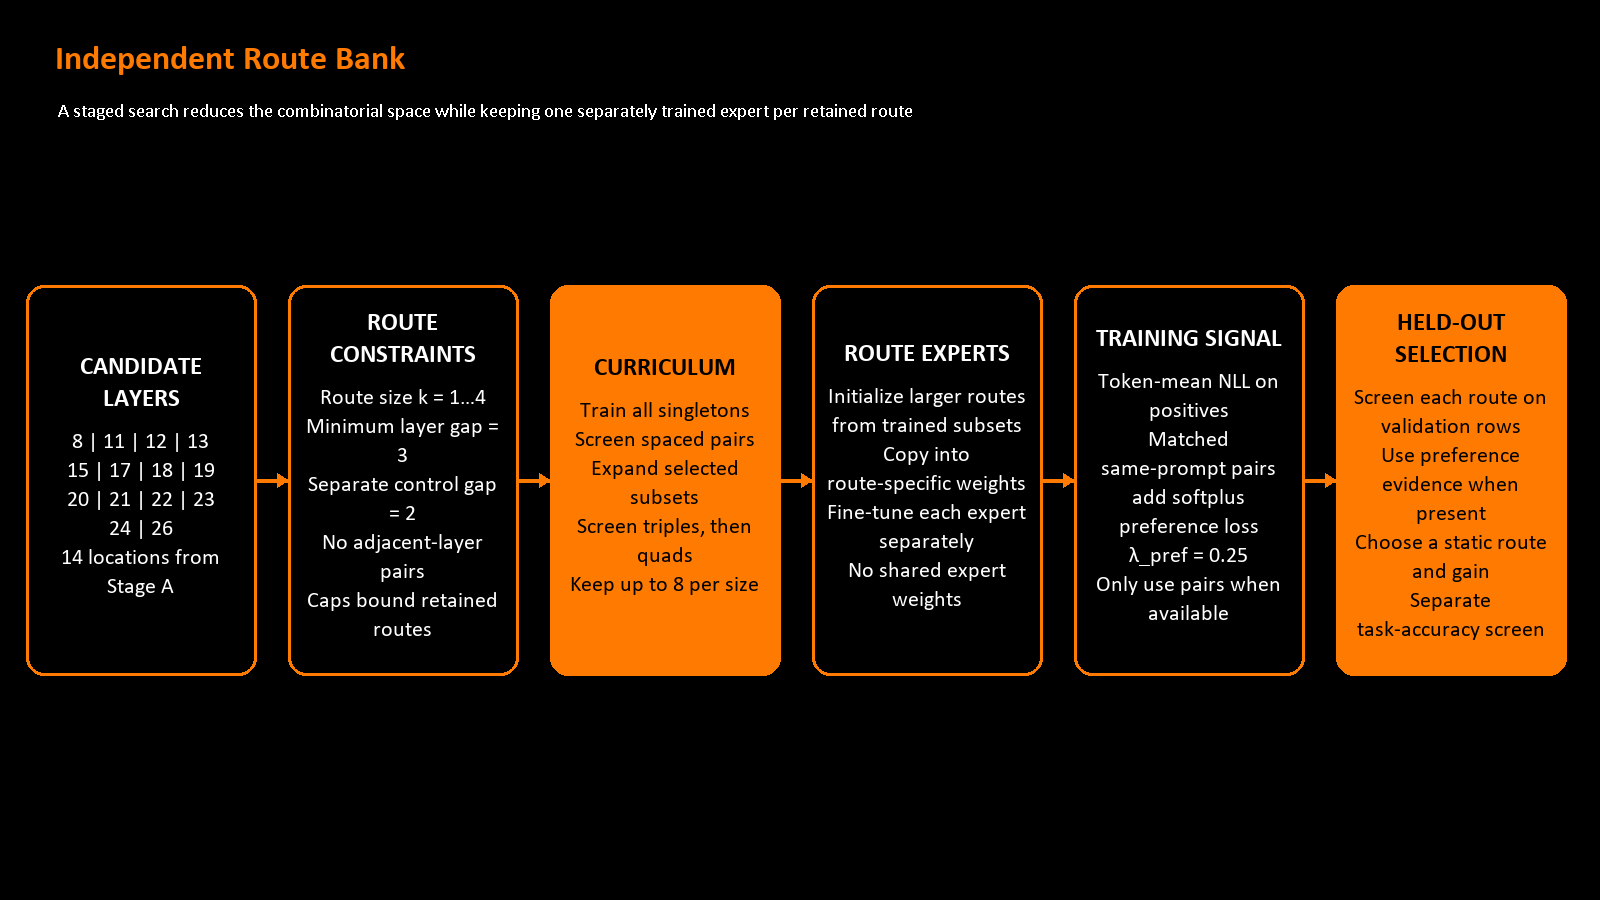 Independent Route Bank
A staged search reduces the combinatorial space while keeping one separately trained expert per retained route
CANDIDATE
LAYERS
8 | 11 | 12 | 13
15 | 17 | 18 | 19
20 | 21 | 22 | 23
24 | 26
14 locations from
Stage A
ROUTE
CONSTRAINTS
Route size k = 1...4
Minimum layer gap =
3
Separate control gap
= 2
No adjacent-layer
pairs
Caps bound retained
routes
CURRICULUM
Train all singletons
Screen spaced pairs
Expand selected
subsets
Screen triples, then
quads
Keep up to 8 per size
ROUTE EXPERTS
Initialize larger routes
from trained subsets
Copy into
route-specific weights
Fine-tune each expert
separately
No shared expert
weights
TRAINING SIGNAL
Token-mean NLL on
positives
Matched
same-prompt pairs
add softplus
preference loss
λ_pref = 0.25
Only use pairs when
available
HELD-OUT
SELECTION
Screen each route on
validation rows
Use preference
evidence when
present
Choose a static route
and gain
Separate
task-accuracy screen